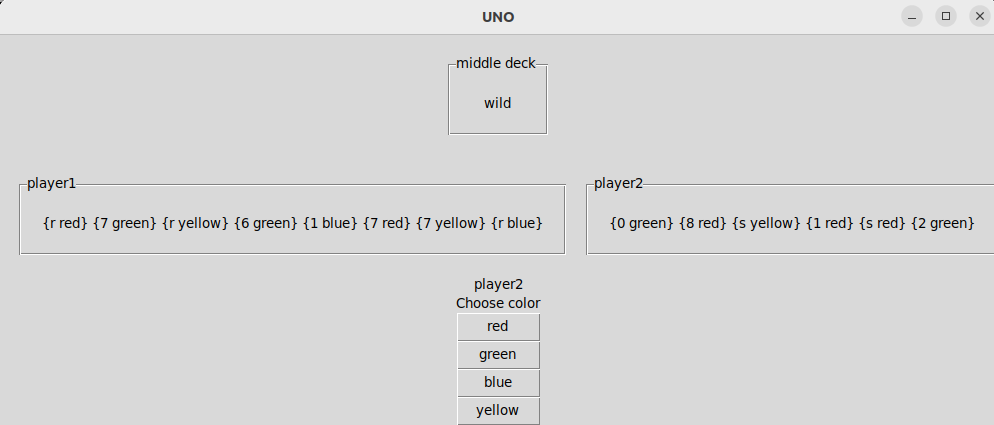 UNO
middle deck
wild
player1
{r red} {7 green} {r yellow} {6 green} {1 blue} {7 red} {7 yellow} {r blue}
player2
{0 green} {8 red} {s yellow} {1 red} {s red} {2 green}
player2
Choose color
red
green
blue
yellow